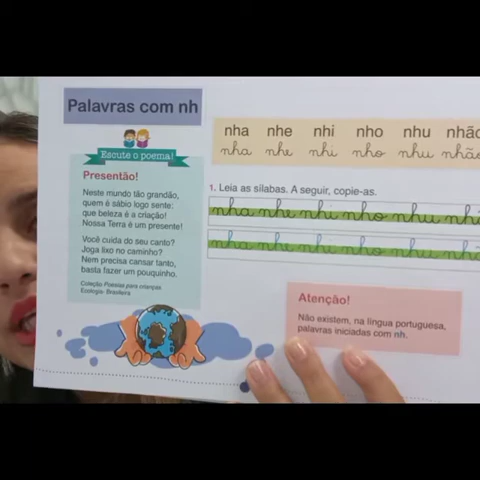 Palavras com nh
Escute o poema!
Presentão!
Neste mundo tão grandão,
quem é sábio logo sente:
que beleza é a criação!
Nossa Terra é um presente!
Você cuida do seu canto?
Joga lixo no caminho?
Nem precisa cansar tanto,
basta fazer um pouquinho.
Coleção Poesias para crianças
Ecologia- Brasileira
nha nhe nhi nho nhu nhão
nha nhe nhi nho nhu nhão
1. Leia as sílabas. A seguir, copie-as.
nha nhe nhi nho nhu
nha nhe nhi nho nhu
Atenção!
Não existem, na língua portuguesa,
palavras iniciadas com nh.